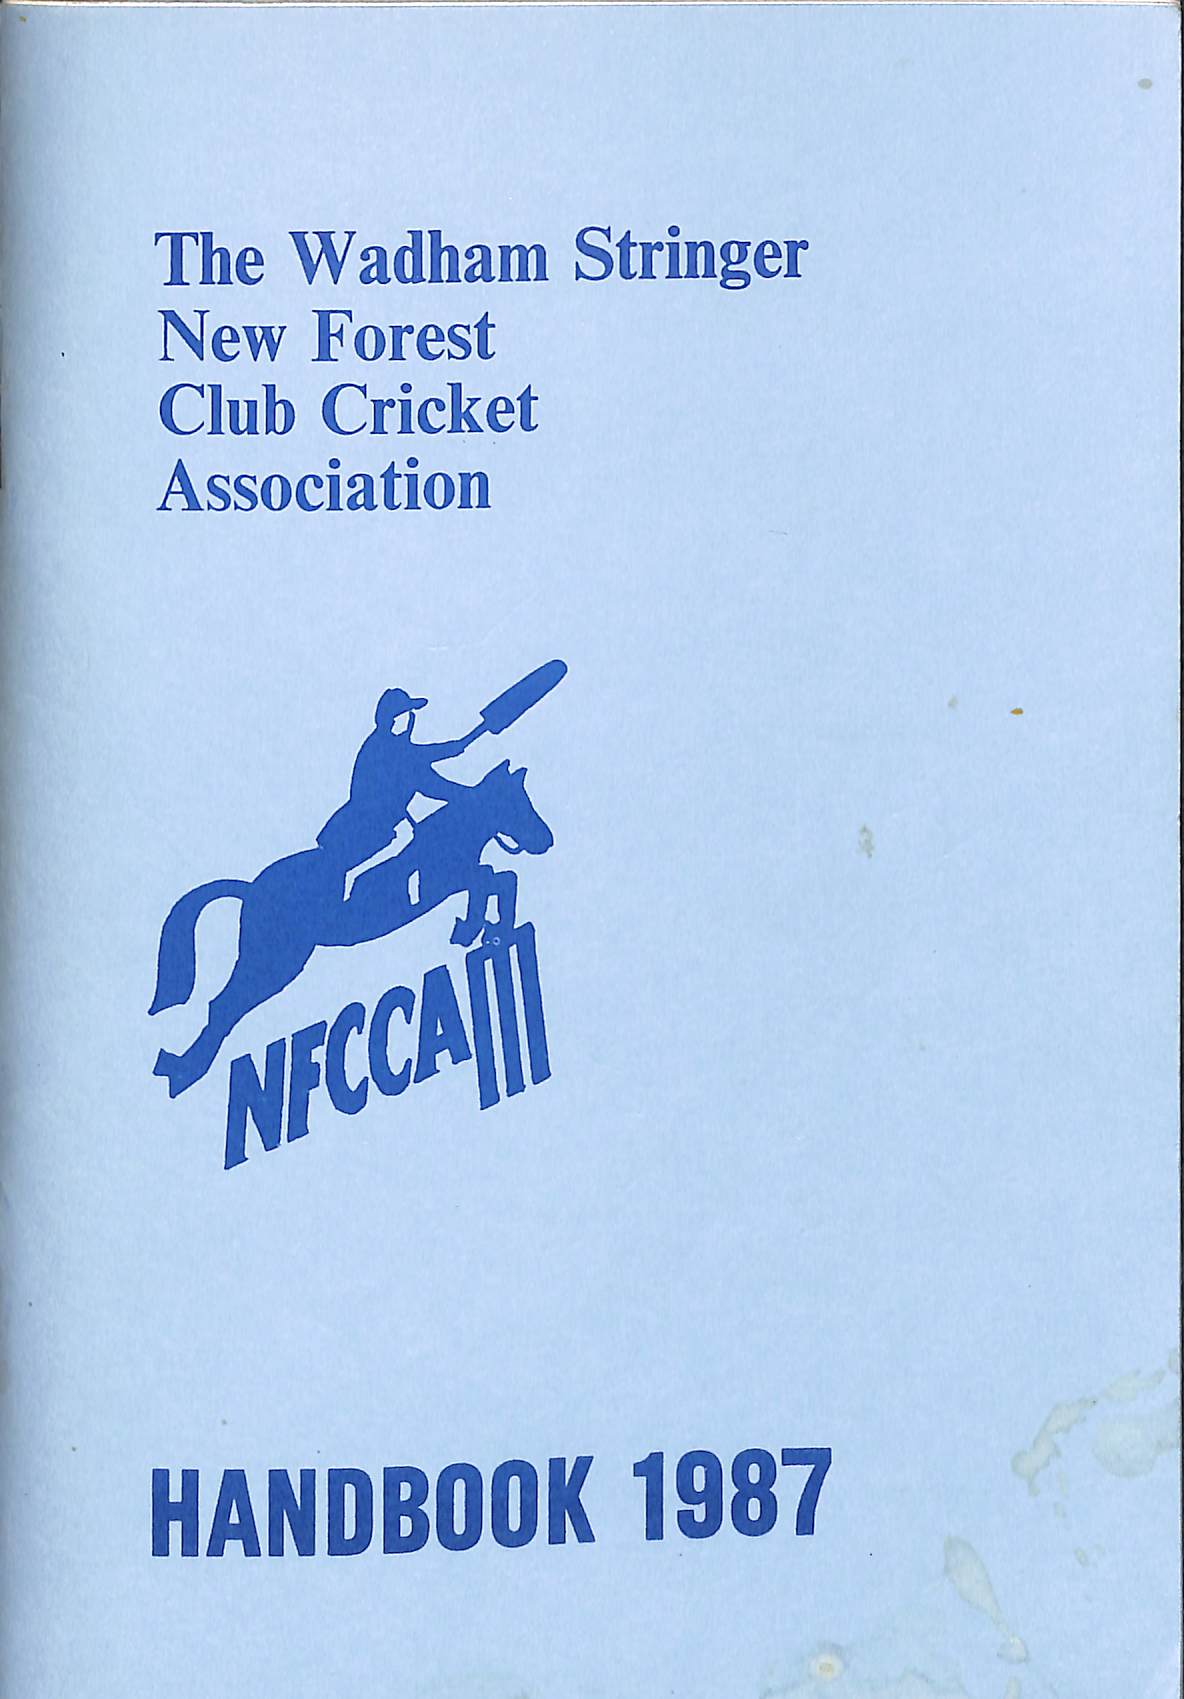 The Wadham Stringer
New Forest
Club Cricket
Association
NFCCA
HANDBOOK 1987